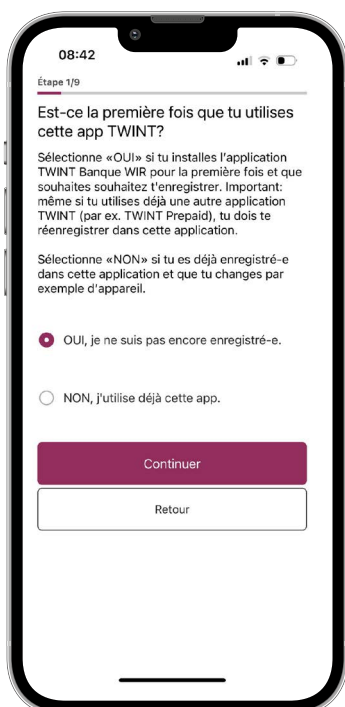 08:42
Étape 1/9
Est-ce la première fois que tu utilises
cette app TWINT?
Sélectionne «OUI» si tu installes l'application
TWINT Banque WIR pour la première fois et que
souhaites souhaitez t'enregistrer. Important:
même si tu utilises déjà une autre application
TWINT (par ex. TWINT Prepaid), tu dois te
réenregistrer dans cette application.
Sélectionne «NON» si tu es déjà enregistré-e
dans cette application et que tu changes par
exemple d'appareil.
OUI, je ne suis pas encore enregistré-e.
NON, j'utilise déjà cette app.
Continuer
Retour